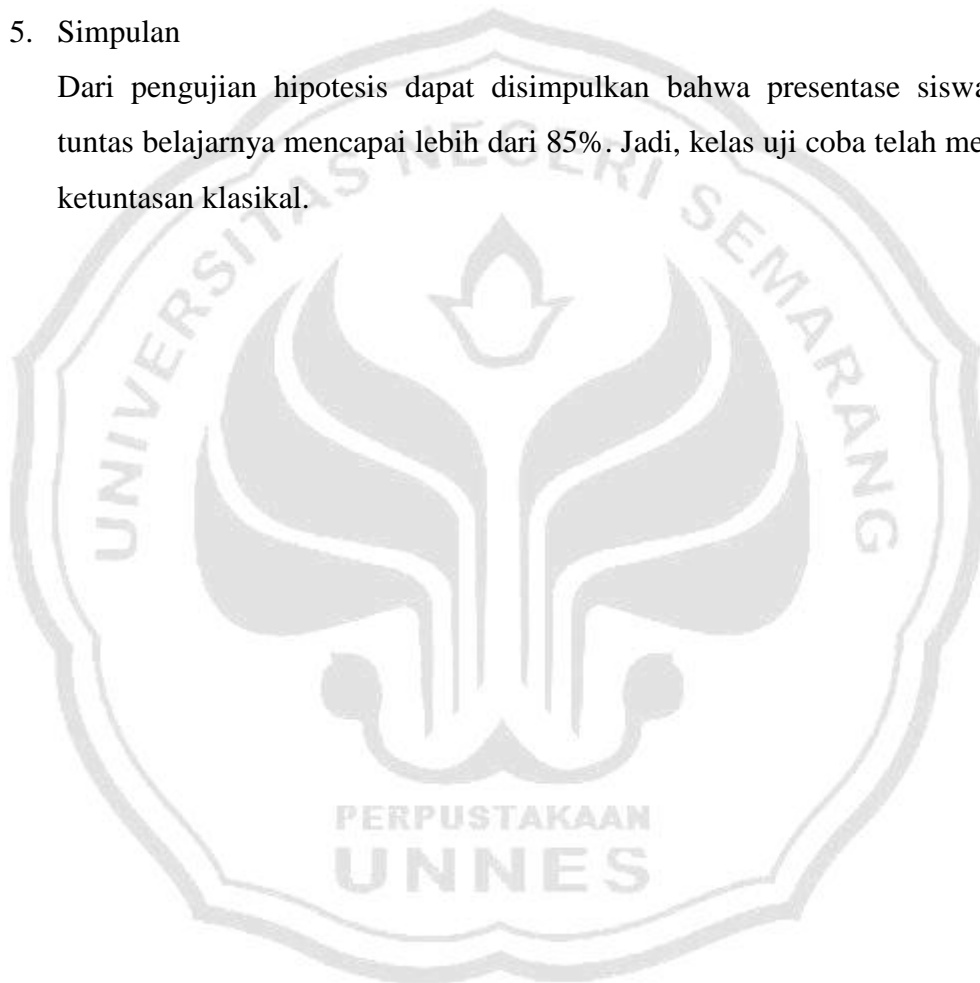 5. Simpulan
Dari pengujian hipotesis dapat disimpulkan bahwa presentase siswa
tuntas belajarnya mencapai lebih dari 85%. Jadi, kelas uji coba telah me
ketuntasan klasikal.
UNIVERSITAS NEGERI SEMARANG
PERPUSTAKAAN
UNNES